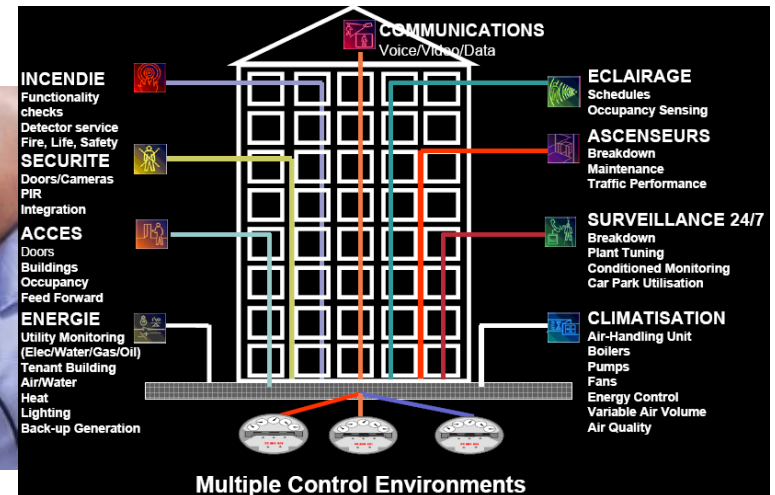 COMMUNICATIONS
Voice/Video/Data
INCENDIE
Functionality
checks
Detector service
Fire, Life, Safety
SECURITE
Doors/Cameras
PIR
Integration
ACCES
Doors
Buildings
Occupancy
Feed Forward
ENERGIE
Utility Monitoring
(Elec/Water/Gas/Oil)
Tenant Building
Air/Water
Heat
Lighting
Back-up Generation
ECLAIRAGE
Schedules
Occupancy Sensing
ASCENSEURS
Breakdown
Maintenance
Traffic Performance
SURVEILLANCE 24/7
Breakdown
Plant Tuning
Conditioned Monitoring
Car Park Utilisation
CLIMATISATION
Air-Handling Unit
Boilers
Pumps
Fans
Energy Control
Variable Air Volume
Air Quality
Multiple Control Environments